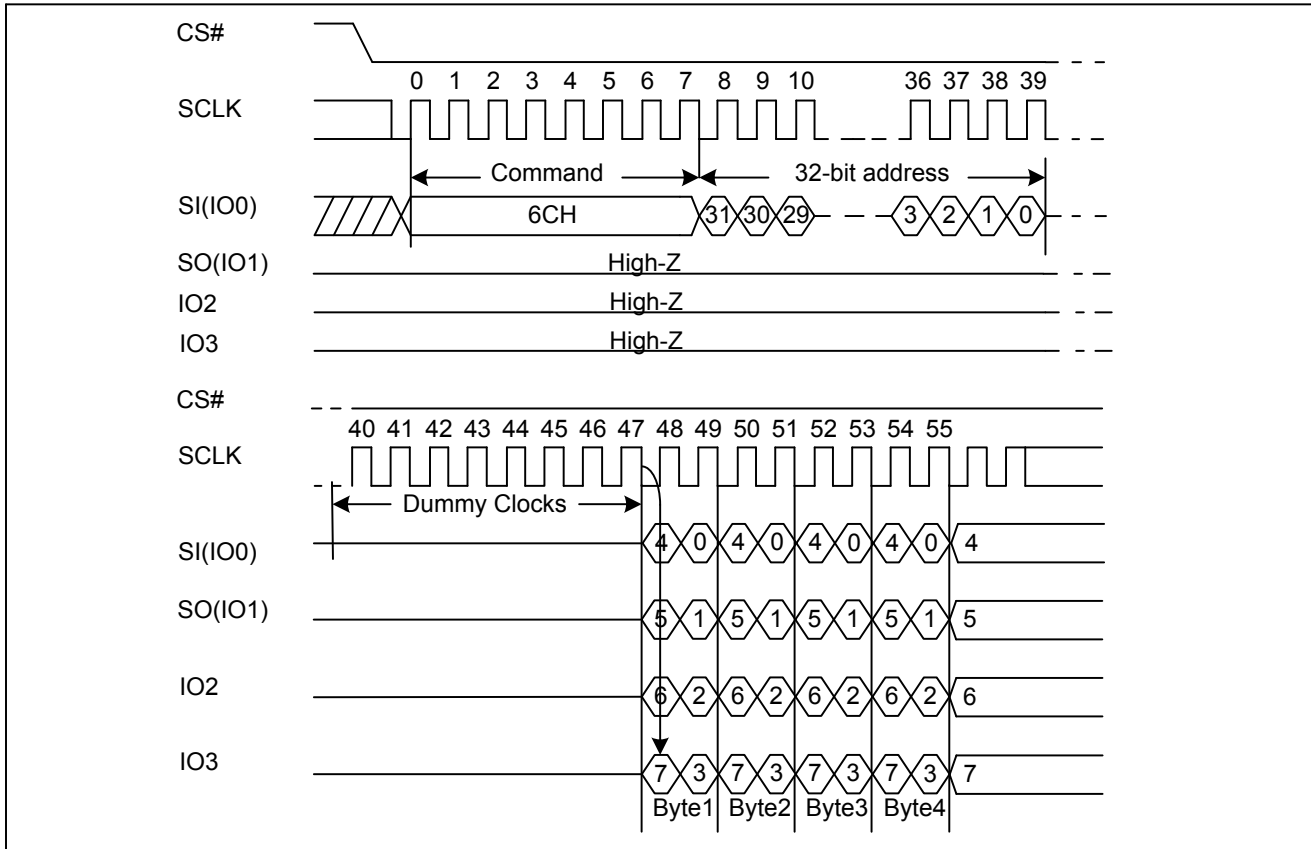 CS#
0 1 2 3 4 5 6 7 8 9 10 36 37 38 39
SCLK
Command 32-bit address
SI(IO0) 6CH 31 30 29 3 2 1 0
SO(IO1) High-Z
IO2 High-Z
IO3 High-Z
CS#
40 41 42 43 44 45 46 47 48 49 50 51 52 53 54 55
SCLK
Dummy Clocks
SI(IO0) 4 0 4 0 4 0 4 0 4
SO(IO1) 5 1 5 1 5 1 5 1 5
IO2 6 2 6 2 6 2 6 2 6
IO3 7 3 7 3 7 3 7 3 7
Byte1 Byte2 Byte3 Byte4